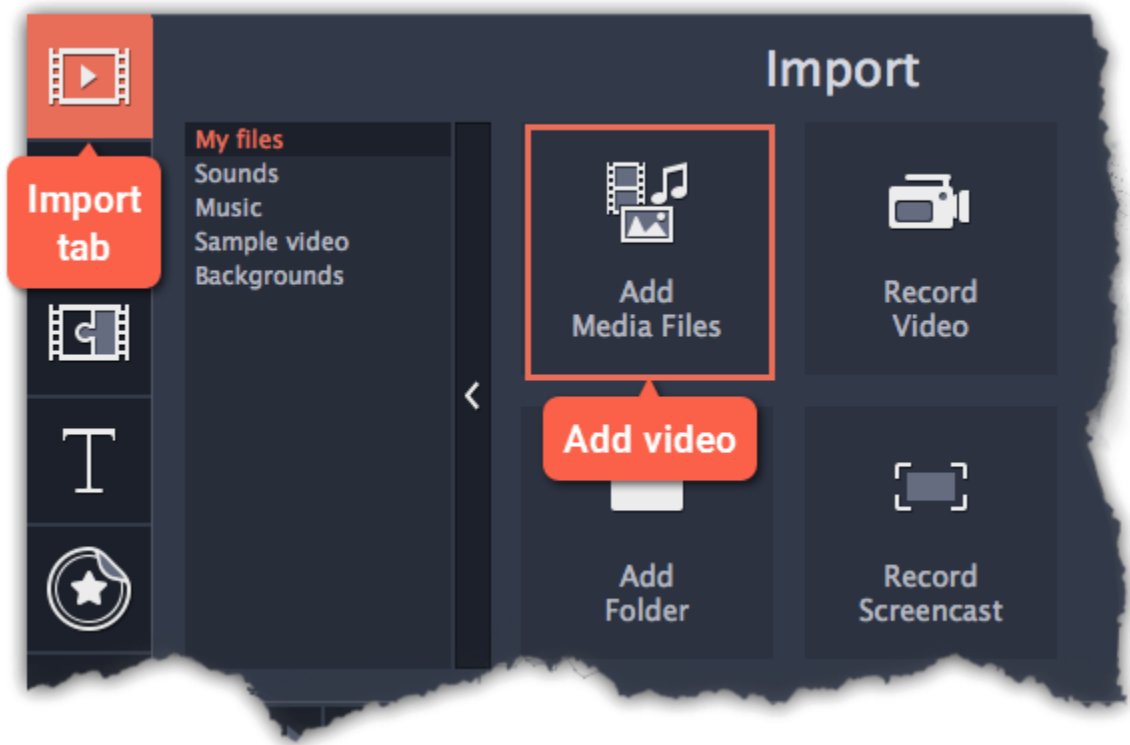 Import
My files
Sounds
Music
Sample video
Backgrounds
Import
tab
Add
Media Files
Record
Video
Add video
T
Add
Folder
Record
Screencast